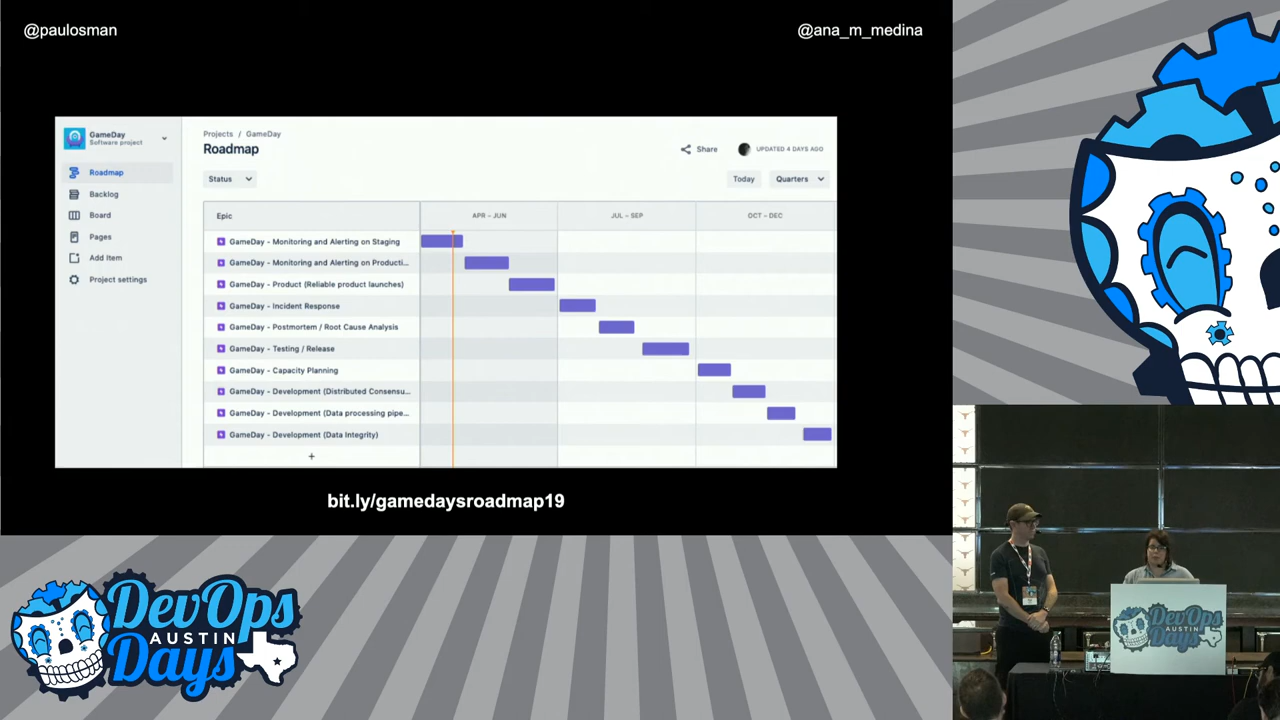 @paulosman
@ana_m_medina
GameDay
Software project
Roadmap
Backlog
Board
Pages
Add item
Project settings
Projects / GameDay
Roadmap
Share
UPDATED 4 DAYS AGO
Status
Today
Quarters
Epic
APR – JUN
JUL – SEP
OCT – DEC
GameDay - Monitoring and Alerting on Staging
GameDay - Monitoring and Alerting on Producti...
GameDay - Product (Reliable product launches)
GameDay - Incident Response
GameDay - Postmortem / Root Cause Analysis
GameDay - Testing / Release
GameDay - Capacity Planning
GameDay - Development (Distributed Consensu...
GameDay - Development (Data processing pipe...
GameDay - Development (Data Integrity)
+
bit.ly/gamedaysroadmap19
DevOps
AUSTIN
Days
DevOps
AUSTIN
Days